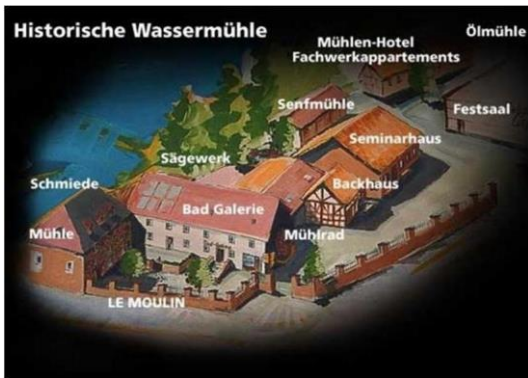 Historische Wassermühle
Ölmühle
Mühlen-Hotel
Fachwerkappartements
Senfmühle
Festsaal
Seminarhaus
Sägewerk
Schmiede
Backhaus
Bad Galerie
Mühle
Mühlrad
LE MOULIN